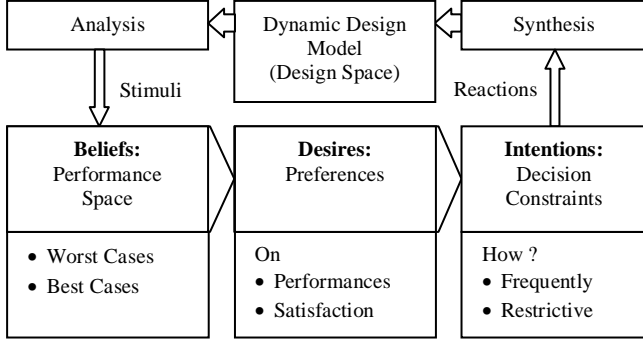 Analysis
Dynamic Design
Model
(Design Space)
Synthesis
Stimuli
Reactions
Beliefs:
Performance
Space
Desires:
Preferences
Intentions:
Decision
Constraints
• Worst Cases
• Best Cases
On
• Performances
• Satisfaction
How ?
• Frequently
• Restrictive